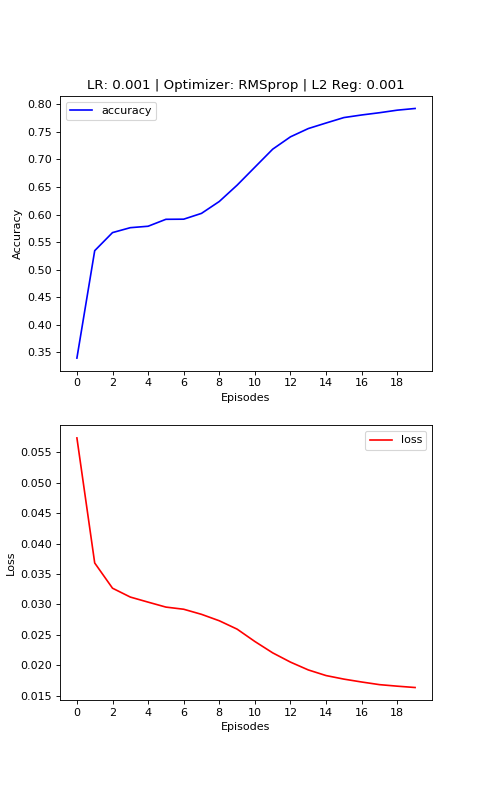 LR: 0.001 | Optimizer: RMSprop | L2 Reg: 0.001
accuracy
0.80
0.75
0.70
0.65
0.60
0.55
0.50
0.45
0.40
0.35
Accuracy
0 2 4 6 8 10 12 14 16 18
Episodes
loss
0.055
0.050
0.045
0.040
0.035
0.030
0.025
0.020
0.015
Loss
0 2 4 6 8 10 12 14 16 18
Episodes